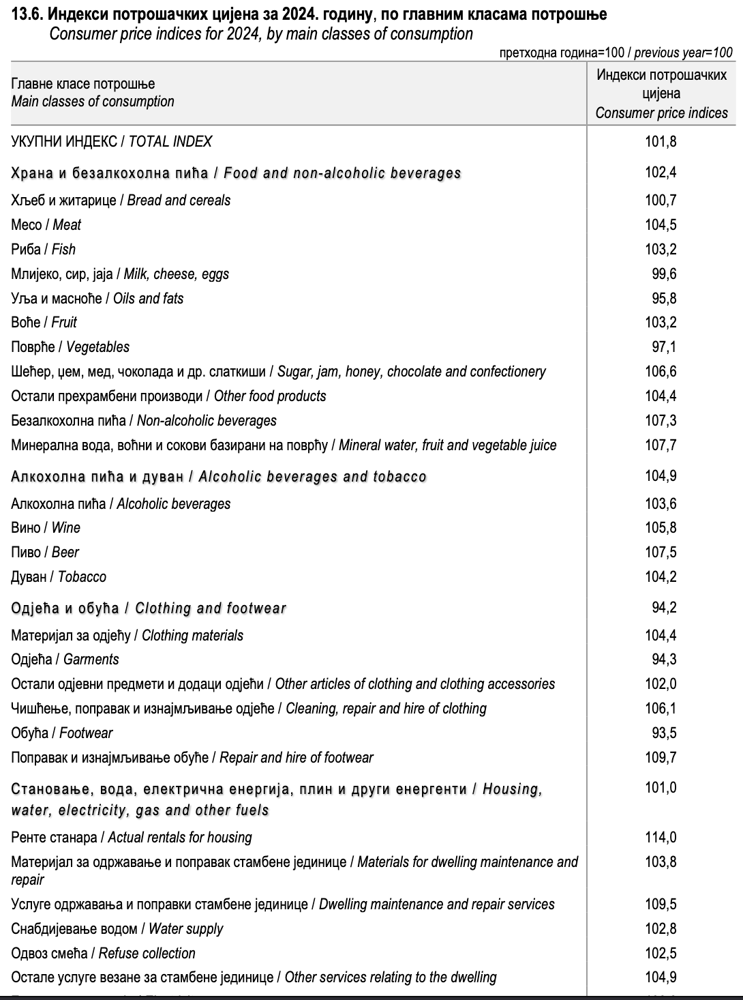 13.6. Индекси потрошачких цијена за 2024. годину, по главним класама потрошње
Consumer price indices for 2024, by main classes of consumption
претходна година=100 / previous year=100
Главне класе потрошње
Main classes of consumption
Индекси потрошачких
цијена
Consumer price indices
УКУПНИ ИНДЕКС / TOTAL INDEX 101,8
Храна и безалкохолна пића / Food and non-alcoholic beverages 102,4
Хљеб и житарице / Bread and cereals 100,7
Месо / Meat 104,5
Риба / Fish 103,2
Млијеко, сир, јаја / Milk, cheese, eggs 99,6
Уља и масноће / Oils and fats 95,8
Воће / Fruit 103,2
Поврће / Vegetables 97,1
Шећер, џем, мед, чоколада и др. слаткиши / Sugar, jam, honey, chocolate and confectionery 106,6
Остали прехрамбени производи / Other food products 104,4
Безалкохолна пића / Non-alcoholic beverages 107,3
Минерална вода, воћни и сокови базирани на поврћу / Mineral water, fruit and vegetable juice 107,7
Алкохолна пића и дуван / Alcoholic beverages and tobacco 104,9
Алкохолна пића / Alcoholic beverages 103,6
Вино / Wine 105,8
Пиво / Beer 107,5
Дуван / Tobacco 104,2
Одјећа и обућа / Clothing and footwear 94,2
Материјал за одјећу / Clothing materials 104,4
Одјећа / Garments 94,3
Остали одјевни предмети и додаци одјећи / Other articles of clothing and clothing accessories 102,0
Чишћење, поправак и изнајмљивање одјеће / Cleaning, repair and hire of clothing 106,1
Обућа / Footwear 93,5
Поправак и изнајмљивање обуће / Repair and hire of footwear 109,7
Становање, вода, електрична енергија, плин и други енергенти / Housing, 101,0
water, electricity, gas and other fuels
Ренте станара / Actual rentals for housing 114,0
Материјал за одржавање и поправак стамбене јединице / Materials for dwelling maintenance and 103,8
repair
Услуге одржавања и поправки стамбене јединице / Dwelling maintenance and repair services 109,5
Снабдијевање водом / Water supply 102,8
Одвоз смећа / Refuse collection 102,5
Остале услуге везане за стамбене јединице / Other services relating to the dwelling 104,9